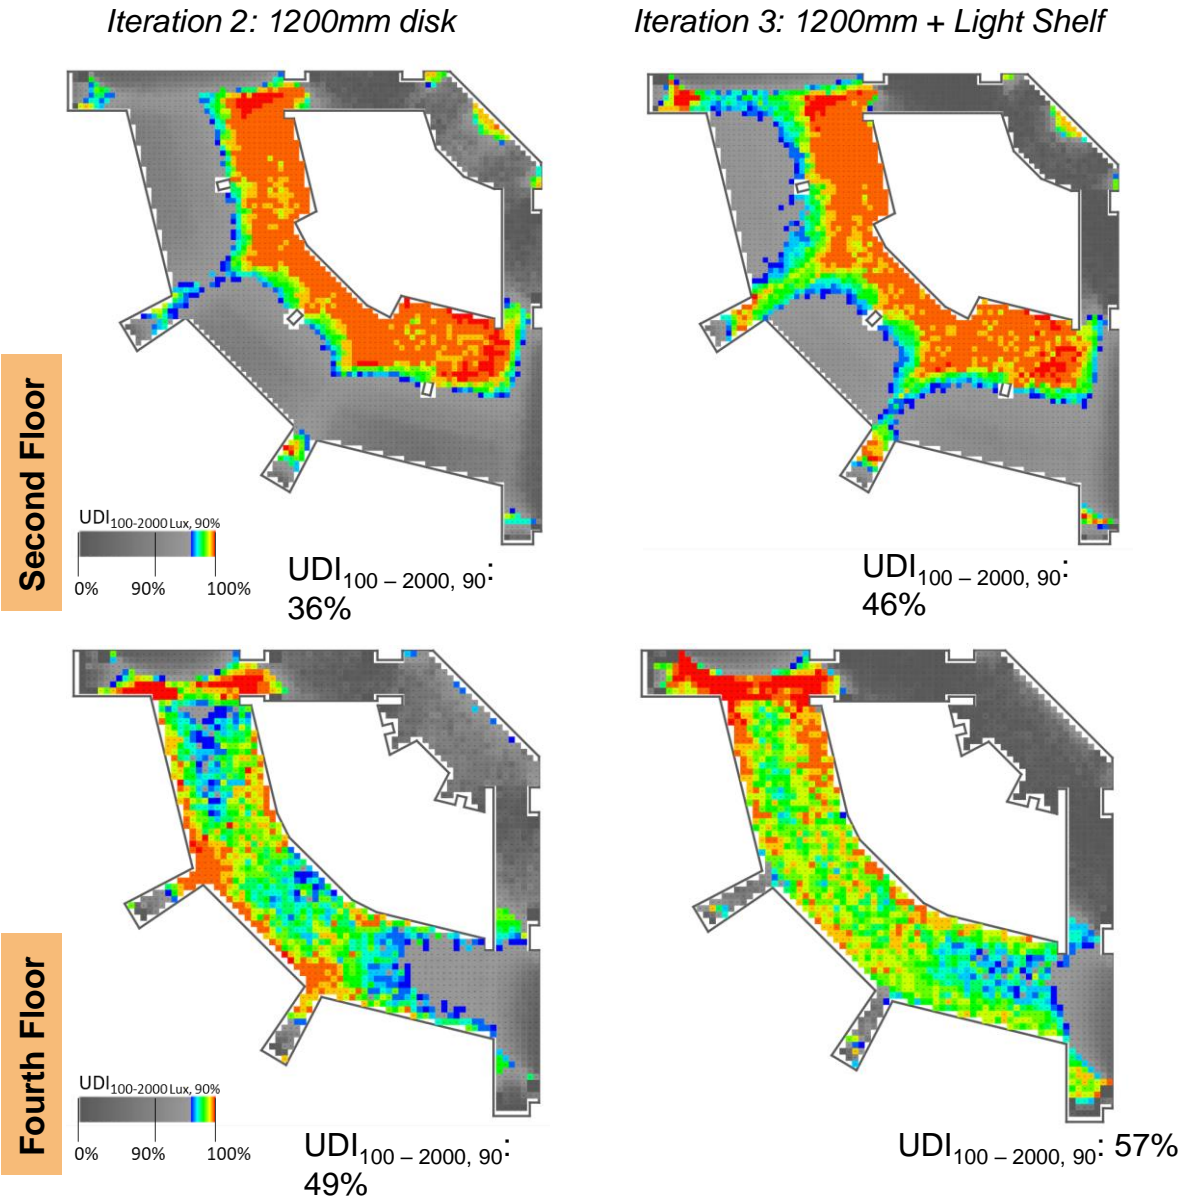 Iteration 2: 1200mm disk
Iteration 3: 1200mm + Light Shelf
Second Floor
UDI100-2000 Lux, 90%
0% 90% 100%
UDI100 – 2000, 90:
36%
UDI100 – 2000, 90:
46%
Fourth Floor
UDI100-2000 Lux, 90%
0% 90% 100%
UDI100 – 2000, 90:
49%
UDI100 – 2000, 90: 57%